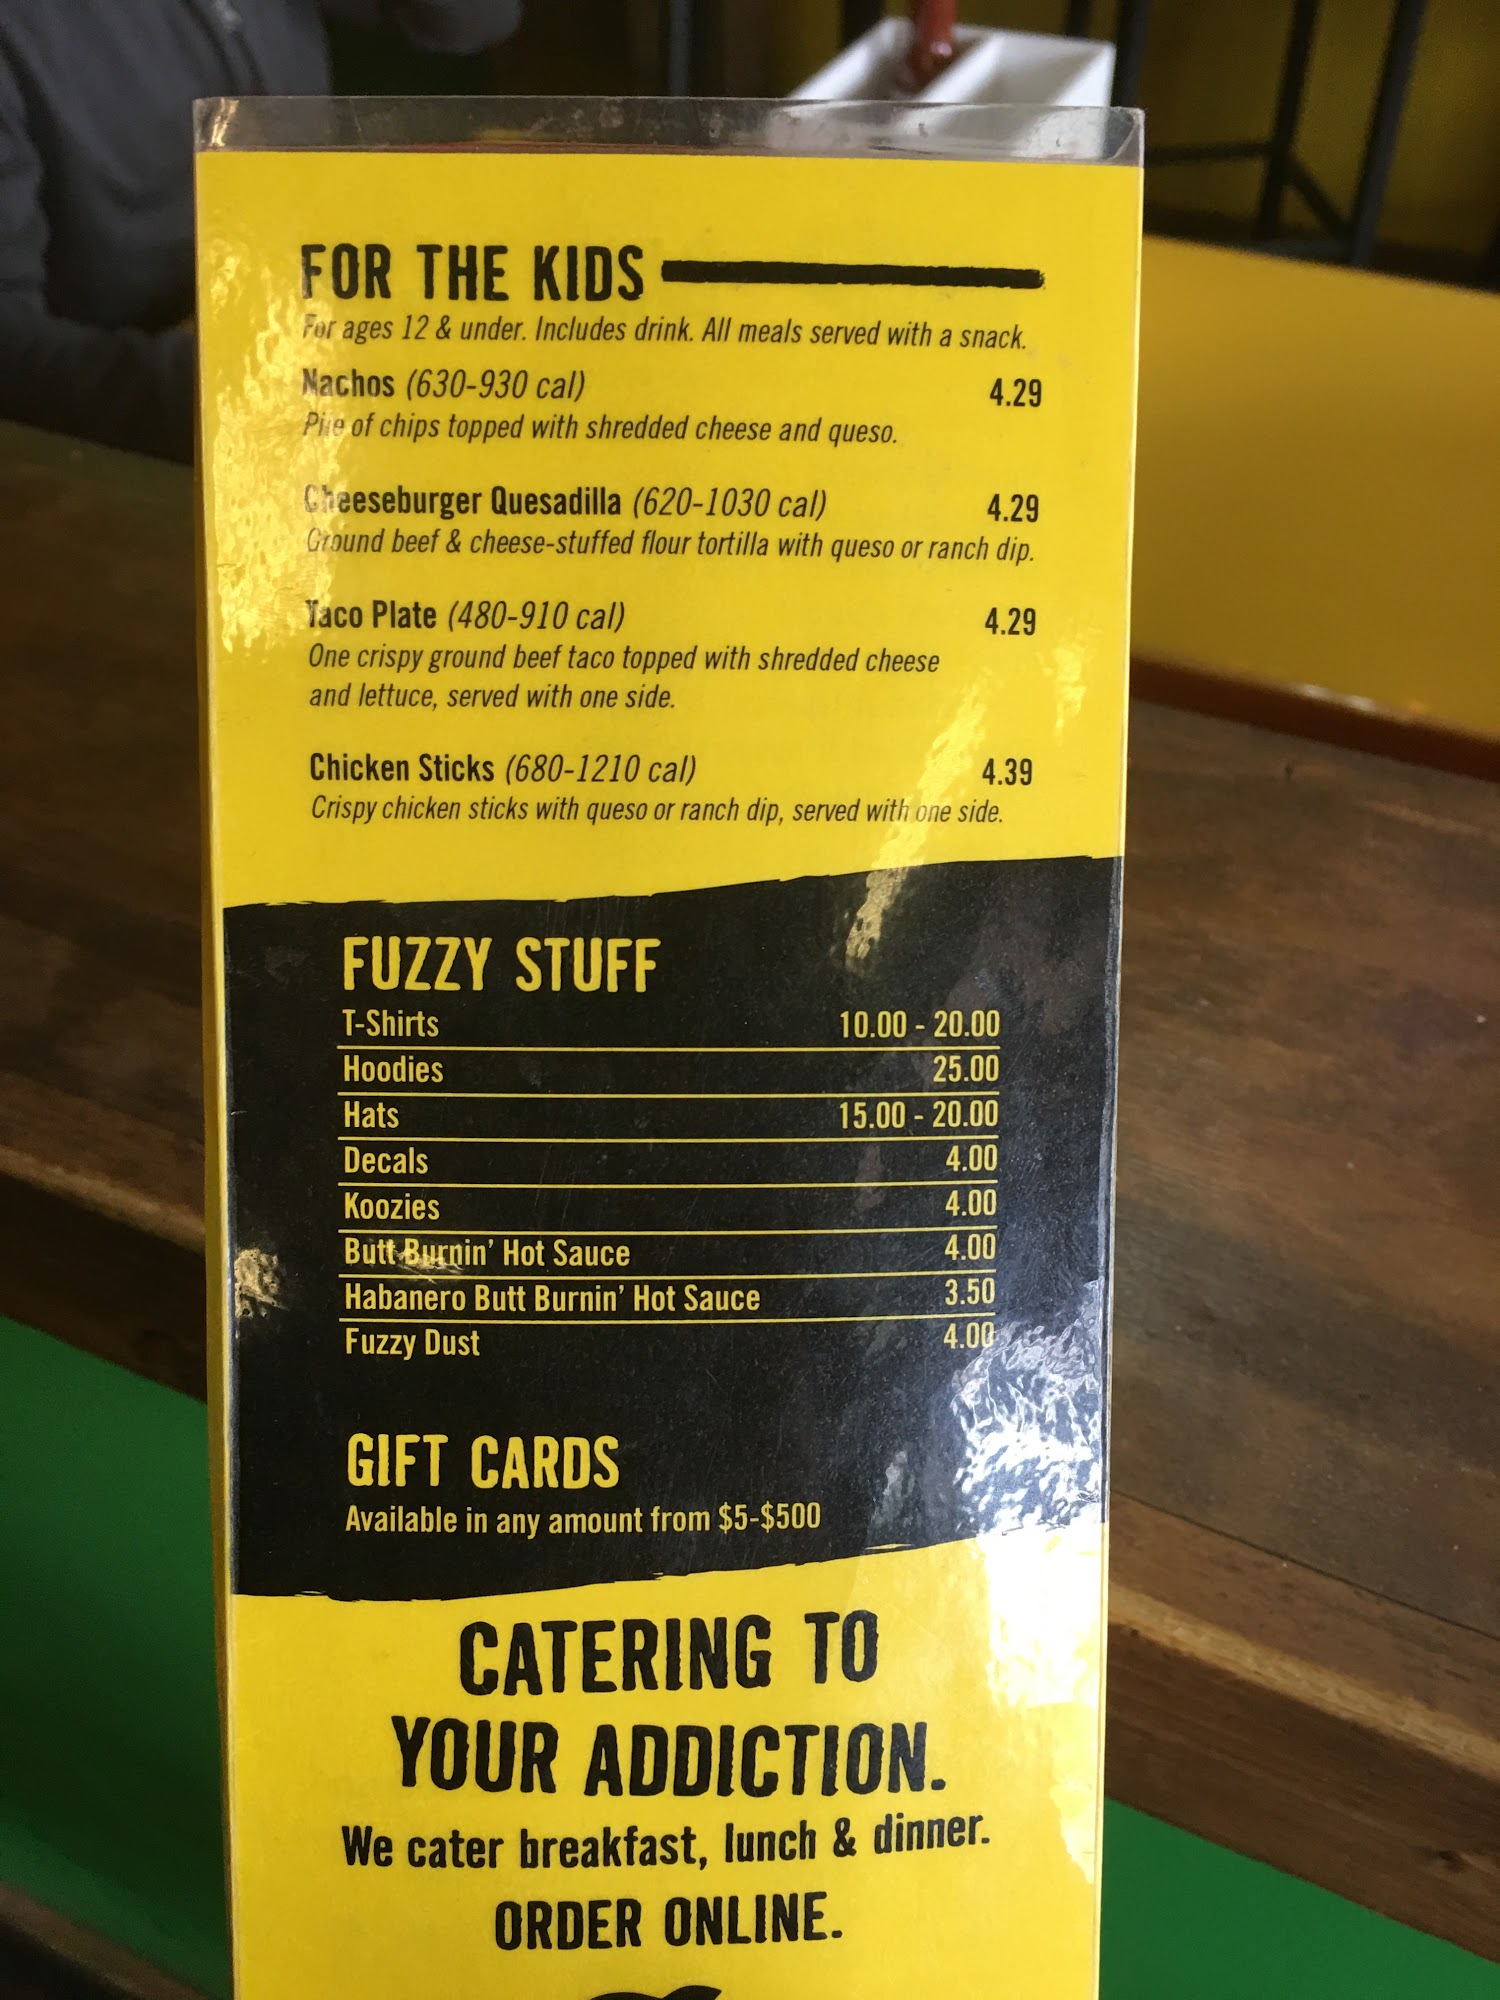 FOR THE KIDS
For ages 12 & under. Includes drink. All meals served with a snack.
Nachos (630-930 cal) 4.29
Pile of chips topped with shredded cheese and queso.
Cheeseburger Quesadilla (620-1030 cal) 4.29
Ground beef & cheese-stuffed flour tortilla with queso or ranch dip.
Taco Plate (480-910 cal) 4.29
One crispy ground beef taco topped with shredded cheese
and lettuce, served with one side.
Chicken Sticks (680-1210 cal) 4.39
Crispy chicken sticks with queso or ranch dip, served with one side.
FUZZY STUFF
T-Shirts 10.00 - 20.00
Hoodies 25.00
Hats 15.00 - 20.00
Decals 4.00
Koozies 4.00
Butt Burnin' Hot Sauce 4.00
Habanero Butt Burnin' Hot Sauce 3.50
Fuzzy Dust 4.00
GIFT CARDS
Available in any amount from $5-$500
CATERING TO
YOUR ADDICTION.
We cater breakfast, lunch & dinner.
ORDER ONLINE.